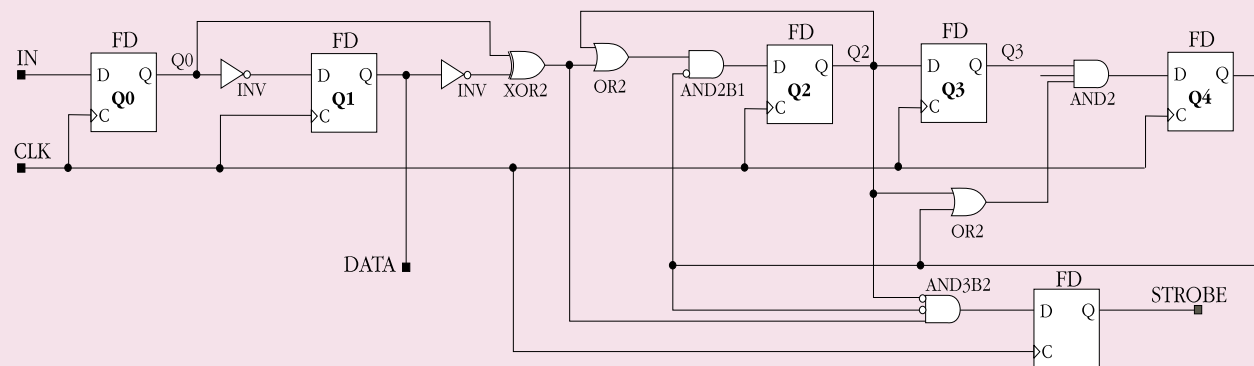 IN
FD
D Q
Q0
C
Q0
INV
FD
D Q
Q1
C
INV
XOR2
OR2
AND2B1
FD
D Q
Q2
C
Q2
FD
D Q
Q3
C
Q3
AND2
FD
D Q
Q4
C
CLK
OR2
DATA
AND3B2
FD
D Q
C
STROBE